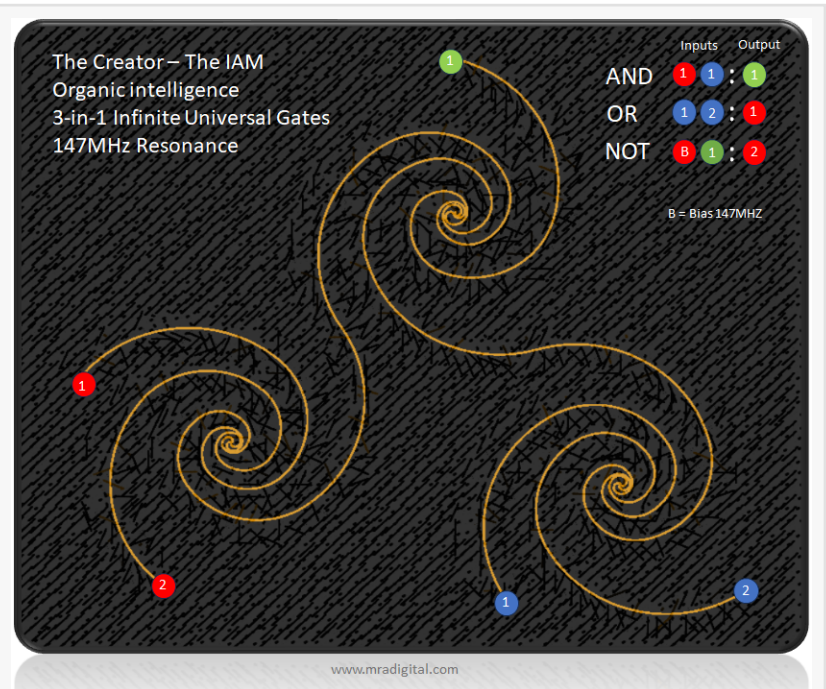 The Creator – The IAM
Organic intelligence
3-in-1 Infinite Universal Gates
147MHz Resonance
Inputs Output
AND 1 1 : 1
OR 1 2 : 1
NOT B 1 : 2
B = Bias 147MHZ
1
1
2
1
2
www.mradigital.com